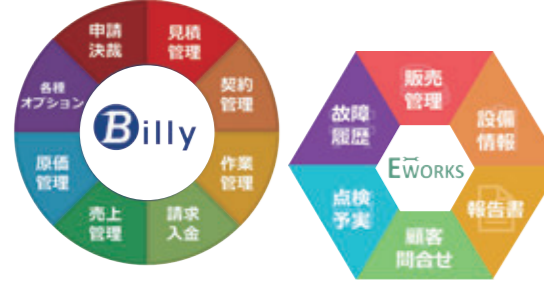 申請
決裁
見積
管理
契約
管理
作業
管理
請求
入金
売上
管理
原価
管理
各種
オプション
Billy
販売
管理
設備
情報
報告書
顧客
問合せ
点検
予実
故障
履歴
EWORKS